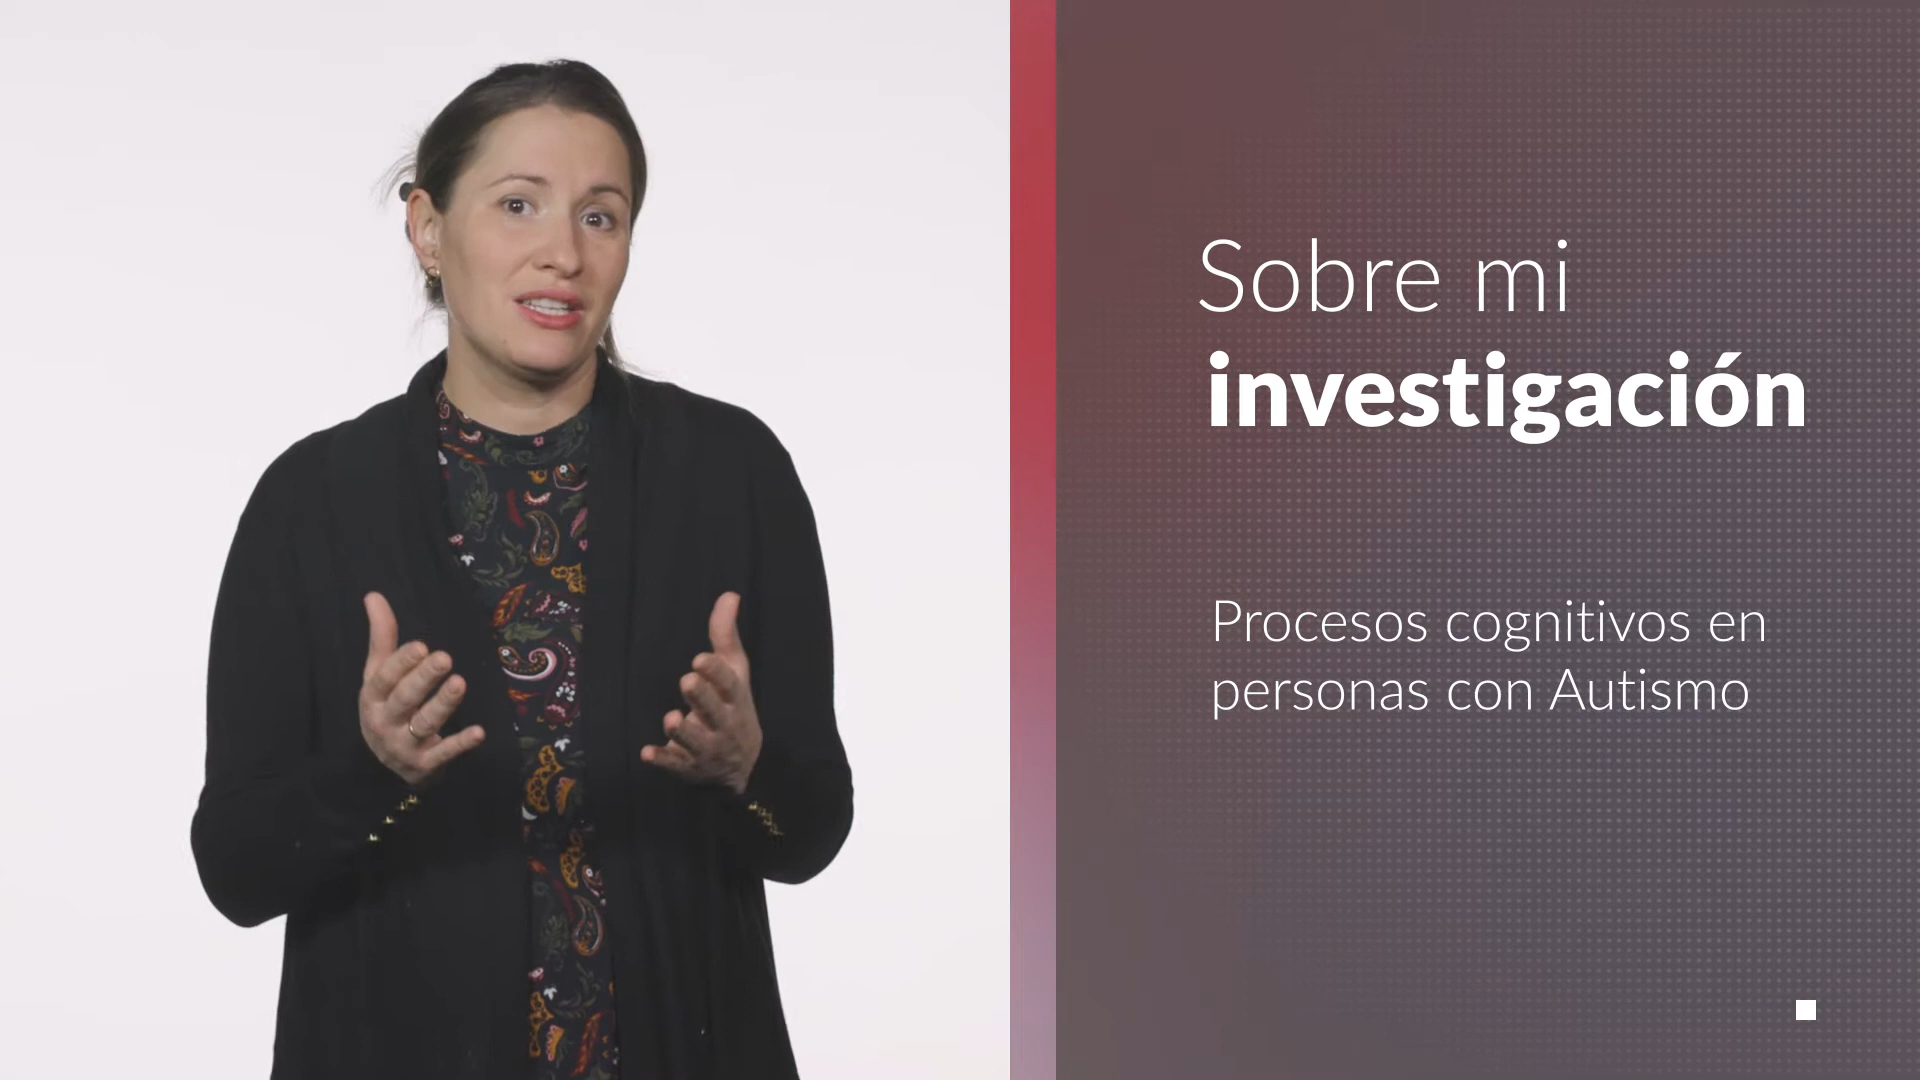 Sobre mi
investigación
Procesos cognitivos en
personas con Autismo